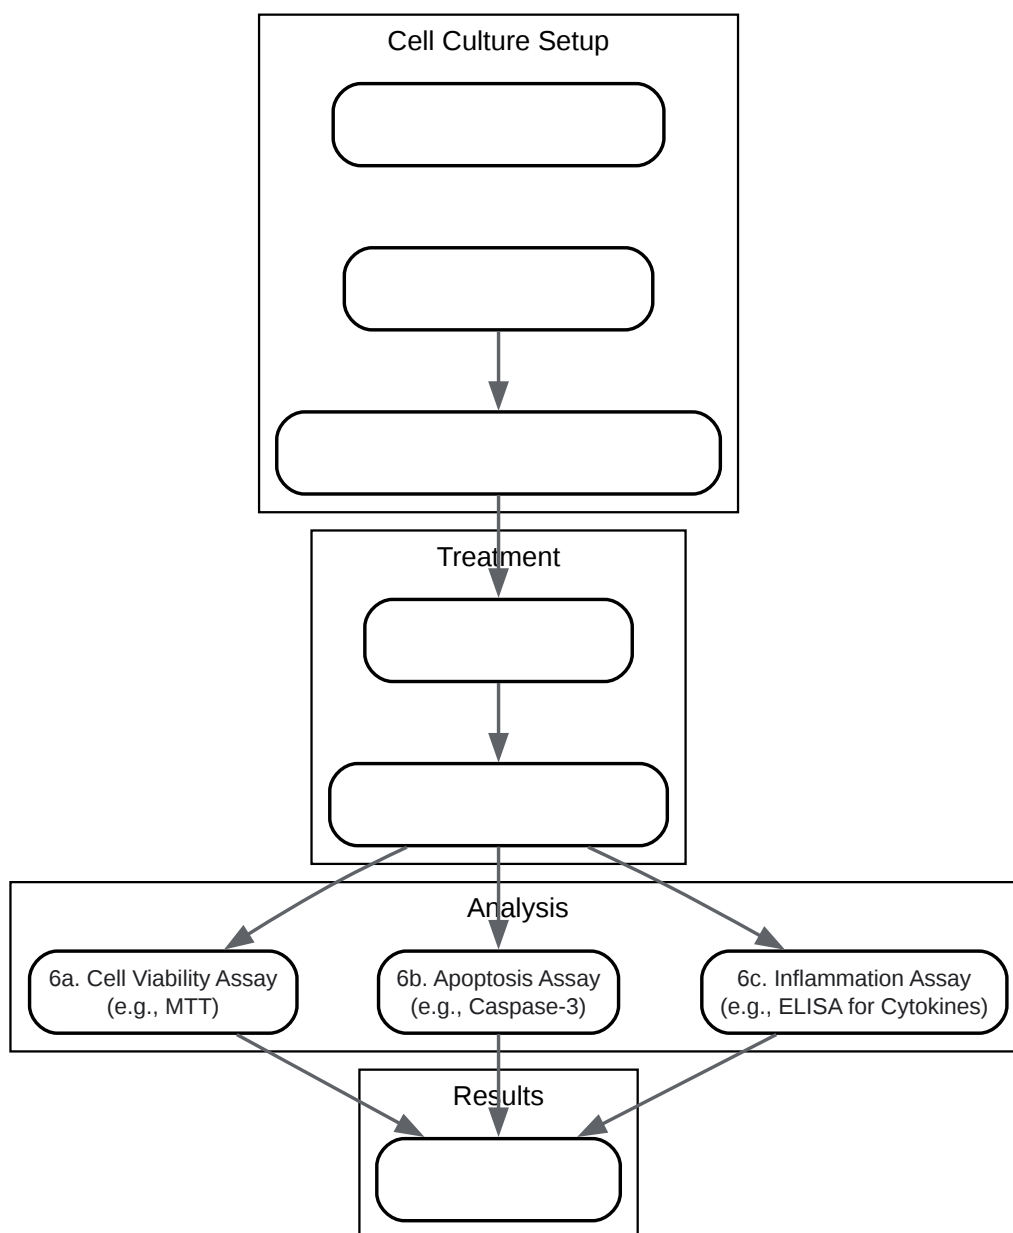 Cell Culture Setup
Treatment
Analysis
6a. Cell Viability Assay
(e.g., MTT)
6b. Apoptosis Assay
(e.g., Caspase-3)
6c. Inflammation Assay
(e.g., ELISA for Cytokines)
Results